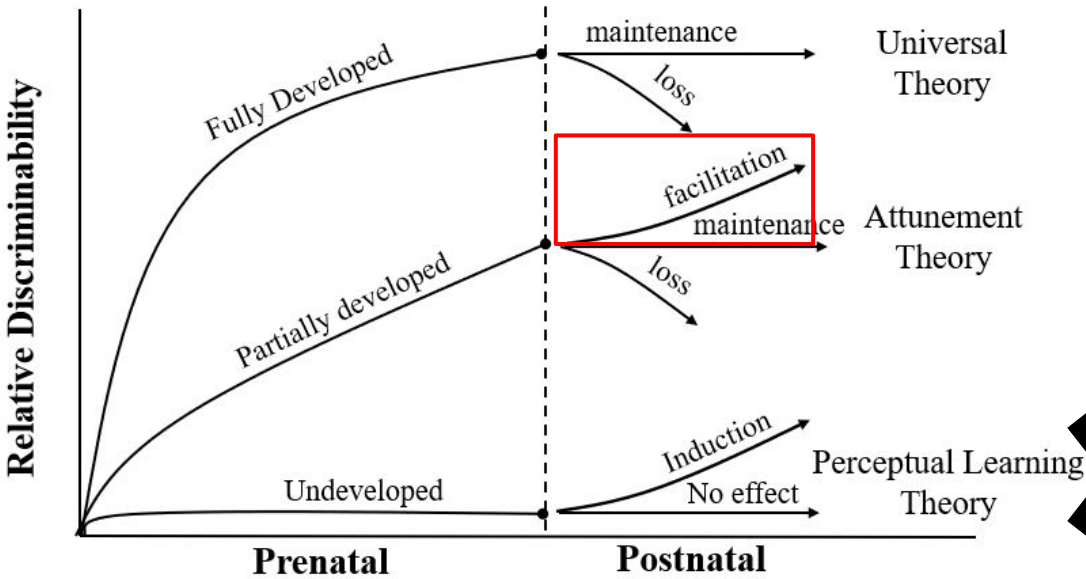 maintenance
Universal
Theory
Fully Developed
loss
facilitation
maintenance
Attunement
Theory
Partially developed
loss
Relative Discriminability
Induction
Perceptual Learning
Theory
Undeveloped
No effect
Prenatal
Postnatal